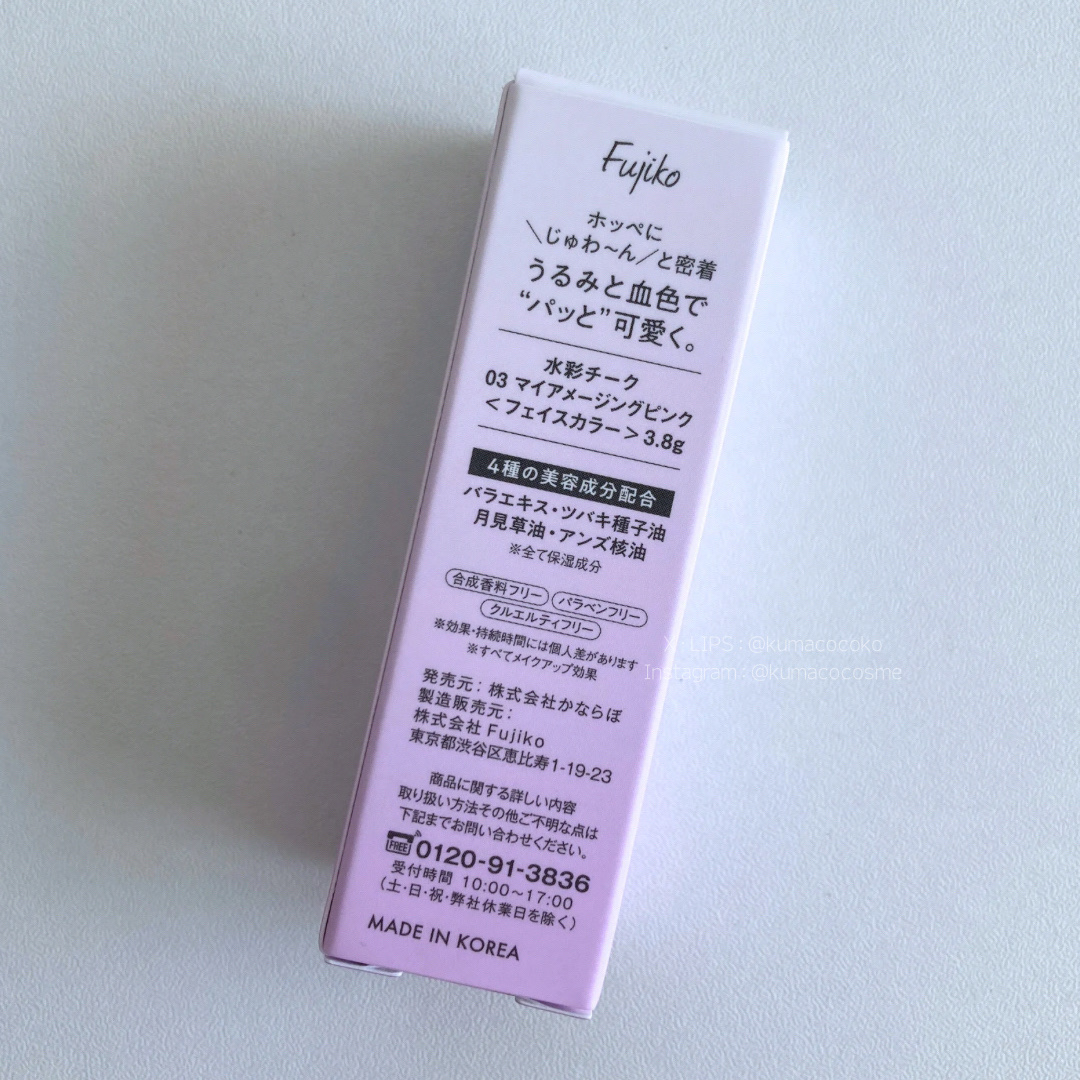 Fujiko
ホッペに
＼じゅわ〜ん／と密着
うるみと血色で
“パッと”可愛く。
水彩チーク
03 マイアメージングピンク
＜フェイスカラー＞3.8g
4種の美容成分配合
バラエキス・ツバキ種子油
月見草油・アンズ核油
※全て保湿成分
合成香料フリー パラベンフリー
クルエルティフリー
※効果・持続時間には個人差があります
※すべてメイクアップ効果
X・LIPS : @kumacocoko
Instagram : @kumacocosme
発売元：株式会社かならぼ
製造販売元：
株式会社Fujiko
東京都渋谷区恵比寿1-19-23
商品に関する詳しい内容
取り扱い方法その他ご不明な点は
下記までお問い合わせください。
FREE 0120-91-3836
受付時間 10:00〜17:00
（土・日・祝・弊社休業日を除く）
MADE IN KOREA